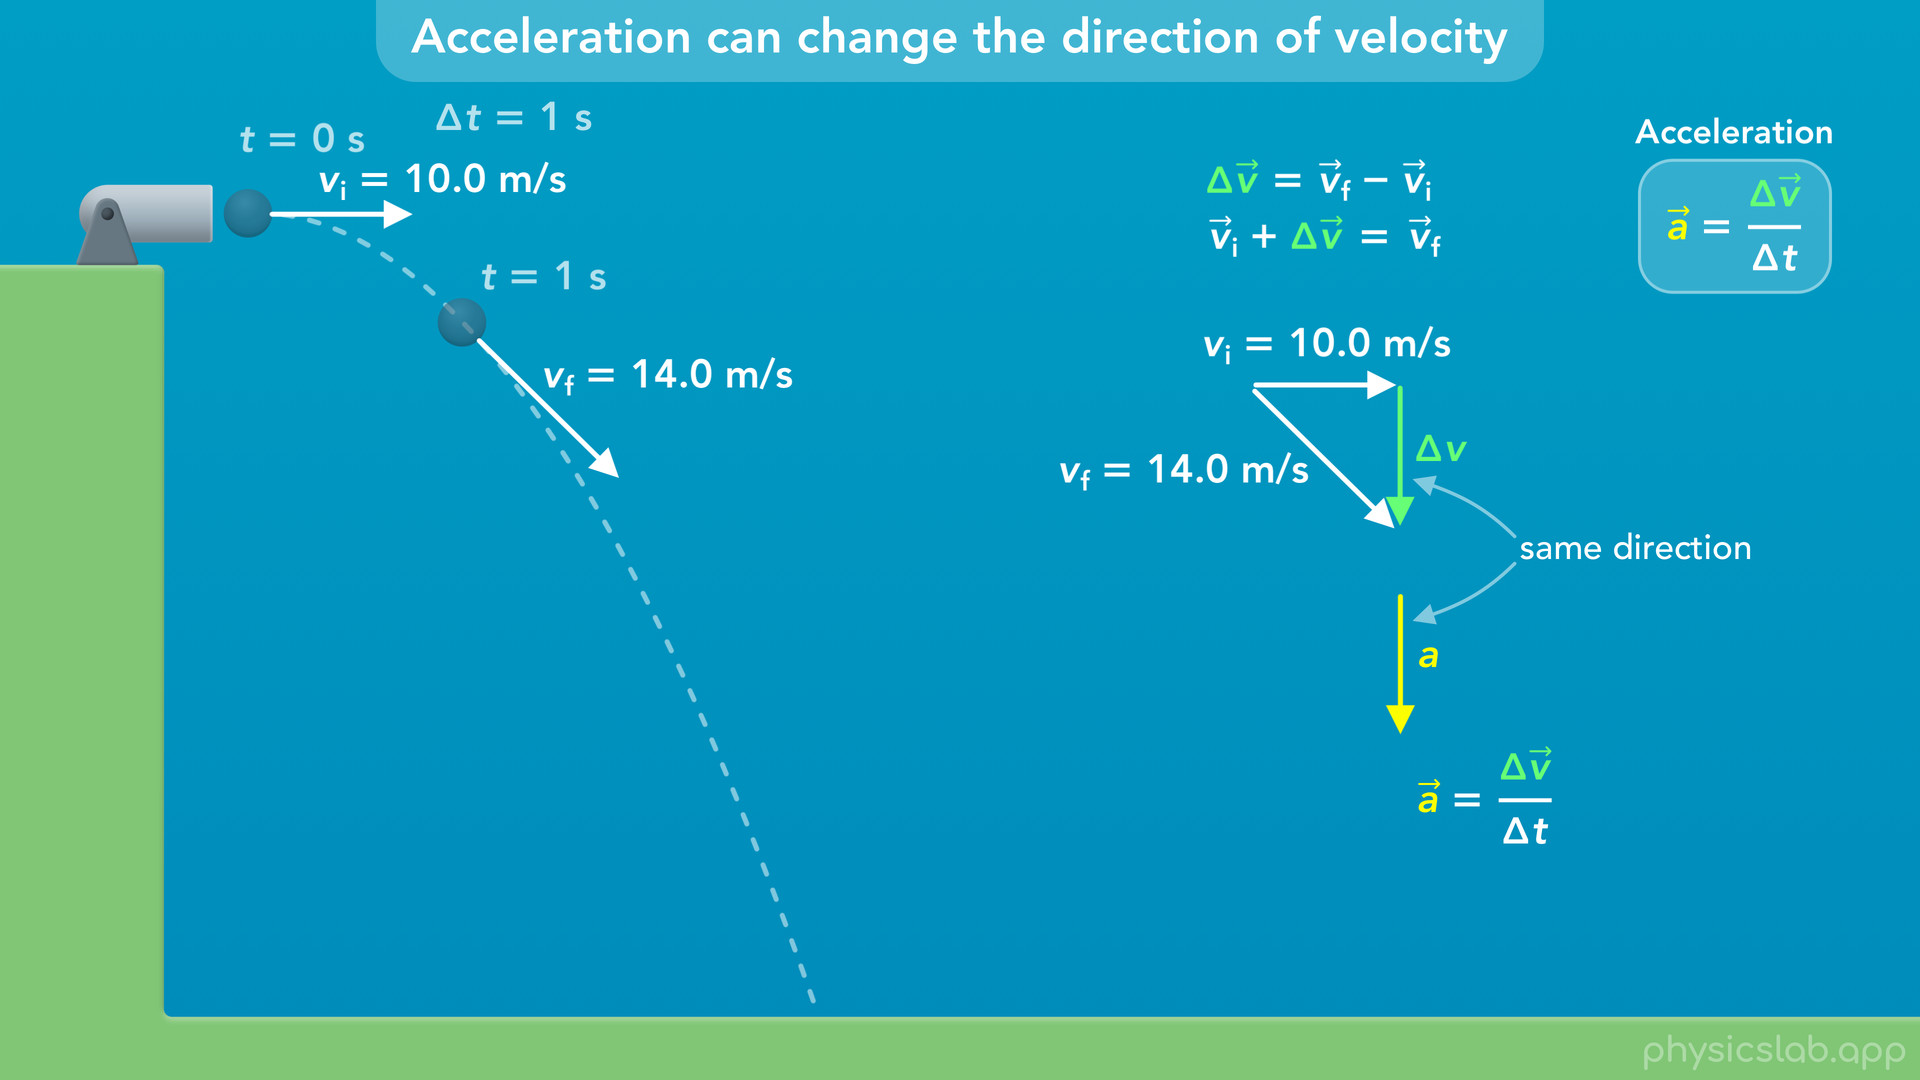 Acceleration can change the direction of velocity
t = 0 s
Δt = 1 s
vᵢ = 10.0 m/s
t = 1 s
v_f = 14.0 m/s
Δv⃗ = v⃗_f − v⃗ᵢ
v⃗ᵢ + Δv⃗ = v⃗_f
Acceleration
a⃗ = Δv⃗ / Δt
vᵢ = 10.0 m/s
Δv
v_f = 14.0 m/s
same direction
a
a⃗ = Δv⃗ / Δt
physicslab.app